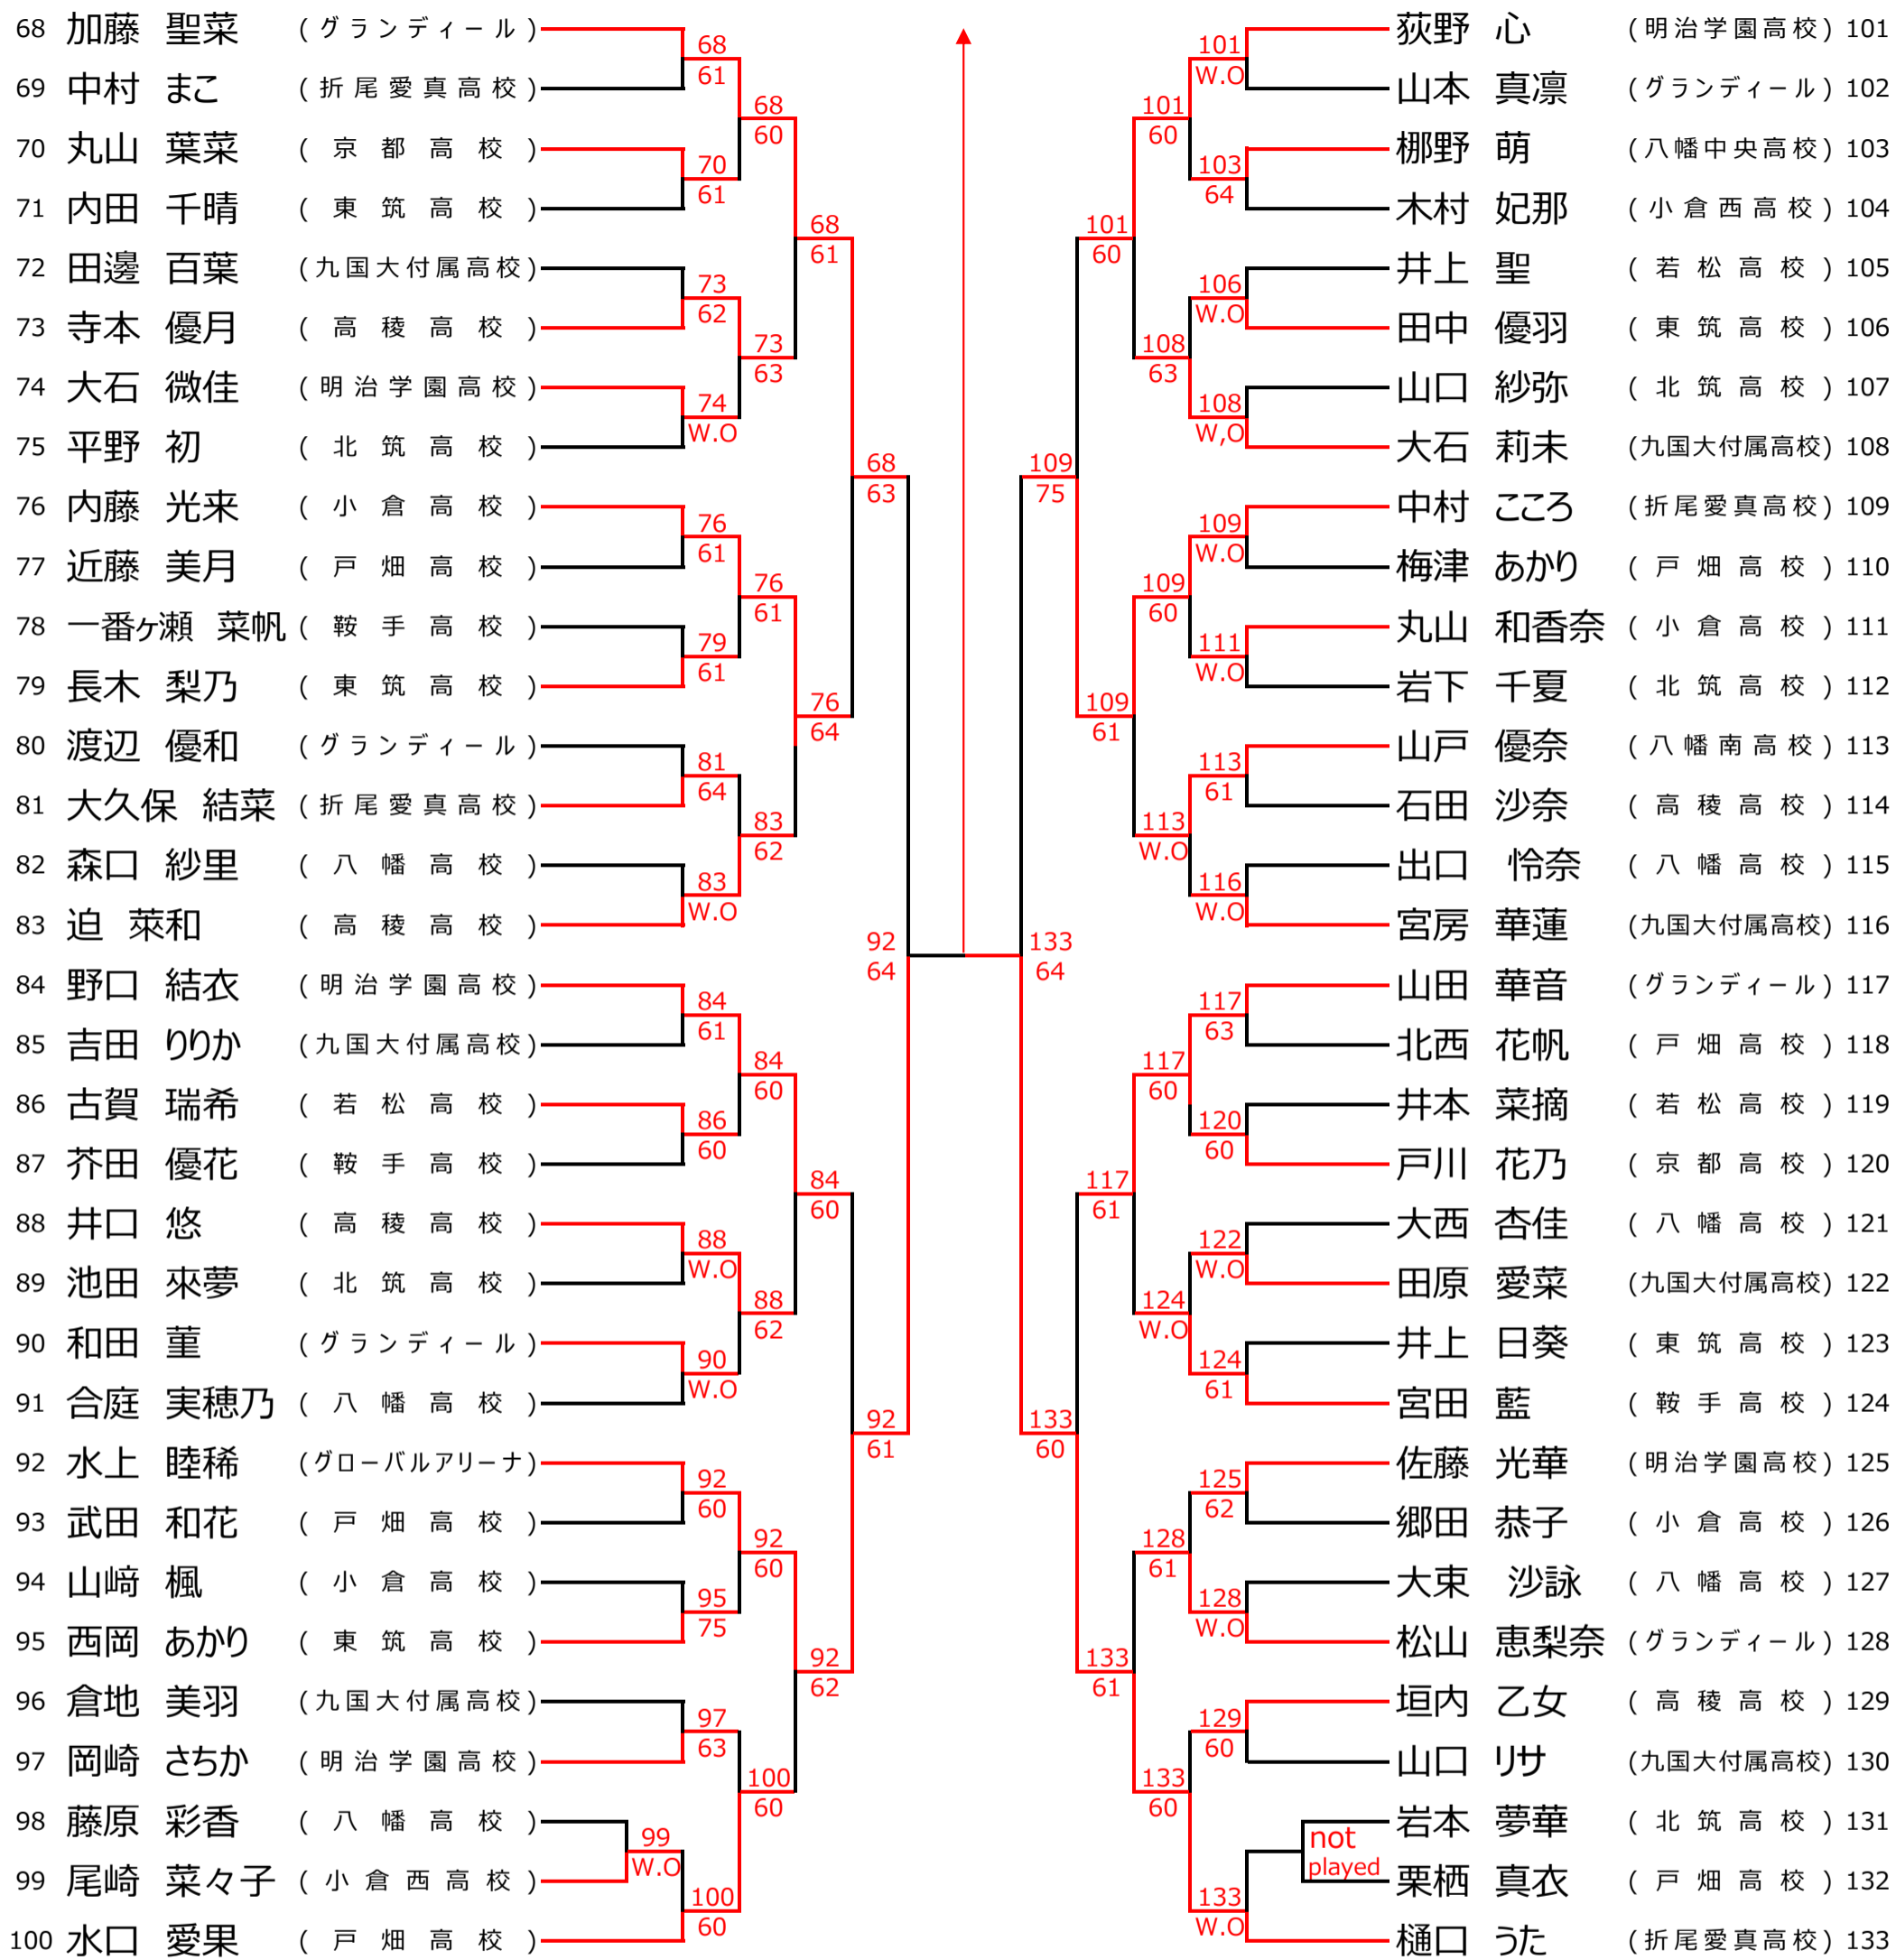 68 加藤 聖菜 (グランディール)
69 中村 まこ (折尾愛真高校)
70 丸山 葉菜 (京都高校)
71 内田 千晴 (東筑高校)
72 田邊 百葉 (九国大付属高校)
73 寺本 優月 (高稜高校)
74 大石 微佳 (明治学園高校)
75 平野 初 (北筑高校)
76 内藤 光来 (小倉高校)
77 近藤 美月 (戸畑高校)
78 一番ヶ瀬 菜帆 (鞍手高校)
79 長木 梨乃 (東筑高校)
80 渡辺 優和 (グランディール)
81 大久保 結菜 (折尾愛真高校)
82 森口 紗里 (八幡高校)
83 迫 萊和 (高稜高校)
84 野口 結衣 (明治学園高校)
85 吉田 りりか (九国大付属高校)
86 古賀 瑞希 (若松高校)
87 芥田 優花 (鞍手高校)
88 井口 悠 (高稜高校)
89 池田 來夢 (北筑高校)
90 和田 菫 (グランディール)
91 合庭 実穂乃 (八幡高校)
92 水上 睦稀 (グローバルアリーナ)
93 武田 和花 (戸畑高校)
94 山﨑 楓 (小倉高校)
95 西岡 あかり (東筑高校)
96 倉地 美羽 (九国大付属高校)
97 岡崎 さちか (明治学園高校)
98 藤原 彩香 (八幡高校)
99 尾崎 菜々子 (小倉西高校)
100 水口 愛果 (戸畑高校)
68
61
70
61
73
62
74
W.O
76
61
79
61
81
64
83
W.O
84
61
86
60
88
W.O
90
W.O
92
60
95
75
97
63
99
W.O
100
60
68
60
73
63
76
61
83
62
84
60
88
62
92
60
100
60
68
61
76
64
84
60
92
62
68
63
92
61
92
64
133
64
109
75
133
60
101
60
109
61
117
61
133
61
101
60
108
63
109
60
113
W.O
117
60
124
W.O
128
61
133
60
101
W.O
103
64
106
W.O
108
W,O
109
W.O
111
W.O
113
61
116
W.O
117
63
120
60
122
W.O
124
61
125
62
128
W.O
129
60
not
played
133
W.O
荻野 心 (明治学園高校) 101
山本 真凛 (グランディール) 102
梛野 萌 (八幡中央高校) 103
木村 妃那 (小倉西高校) 104
井上 聖 (若松高校) 105
田中 優羽 (東筑高校) 106
山口 紗弥 (北筑高校) 107
大石 莉未 (九国大付属高校) 108
中村 こころ (折尾愛真高校) 109
梅津 あかり (戸畑高校) 110
丸山 和香奈 (小倉高校) 111
岩下 千夏 (北筑高校) 112
山戸 優奈 (八幡南高校) 113
石田 沙奈 (高稜高校) 114
出口 怜奈 (八幡高校) 115
宮房 華蓮 (九国大付属高校) 116
山田 華音 (グランディール) 117
北西 花帆 (戸畑高校) 118
井本 菜摘 (若松高校) 119
戸川 花乃 (京都高校) 120
大西 杏佳 (八幡高校) 121
田原 愛菜 (九国大付属高校) 122
井上 日葵 (東筑高校) 123
宮田 藍 (鞍手高校) 124
佐藤 光華 (明治学園高校) 125
郷田 恭子 (小倉高校) 126
大束 沙詠 (八幡高校) 127
松山 恵梨奈 (グランディール) 128
垣内 乙女 (高稜高校) 129
山口 リサ (九国大付属高校) 130
岩本 夢華 (北筑高校) 131
栗栖 真衣 (戸畑高校) 132
樋口 うた (折尾愛真高校) 133